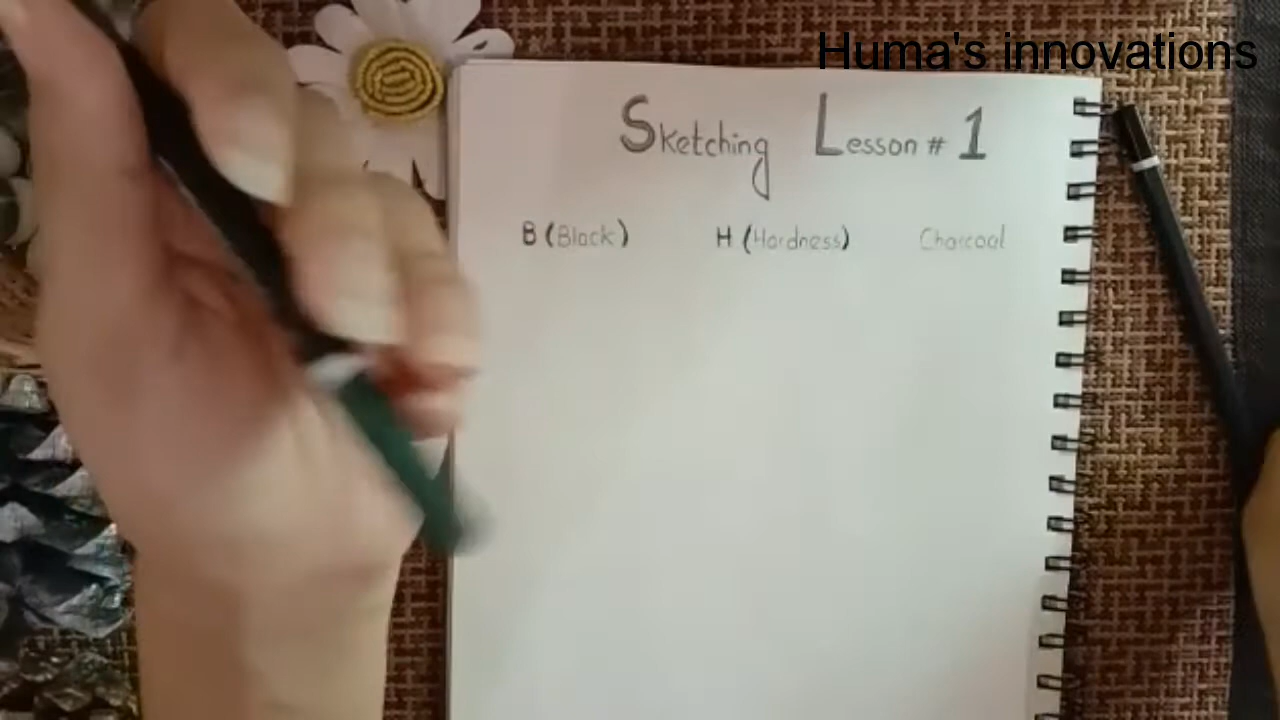 Huma's innovations
Sketching Lesson # 1
B (Black) H (Hardness) Charcoal